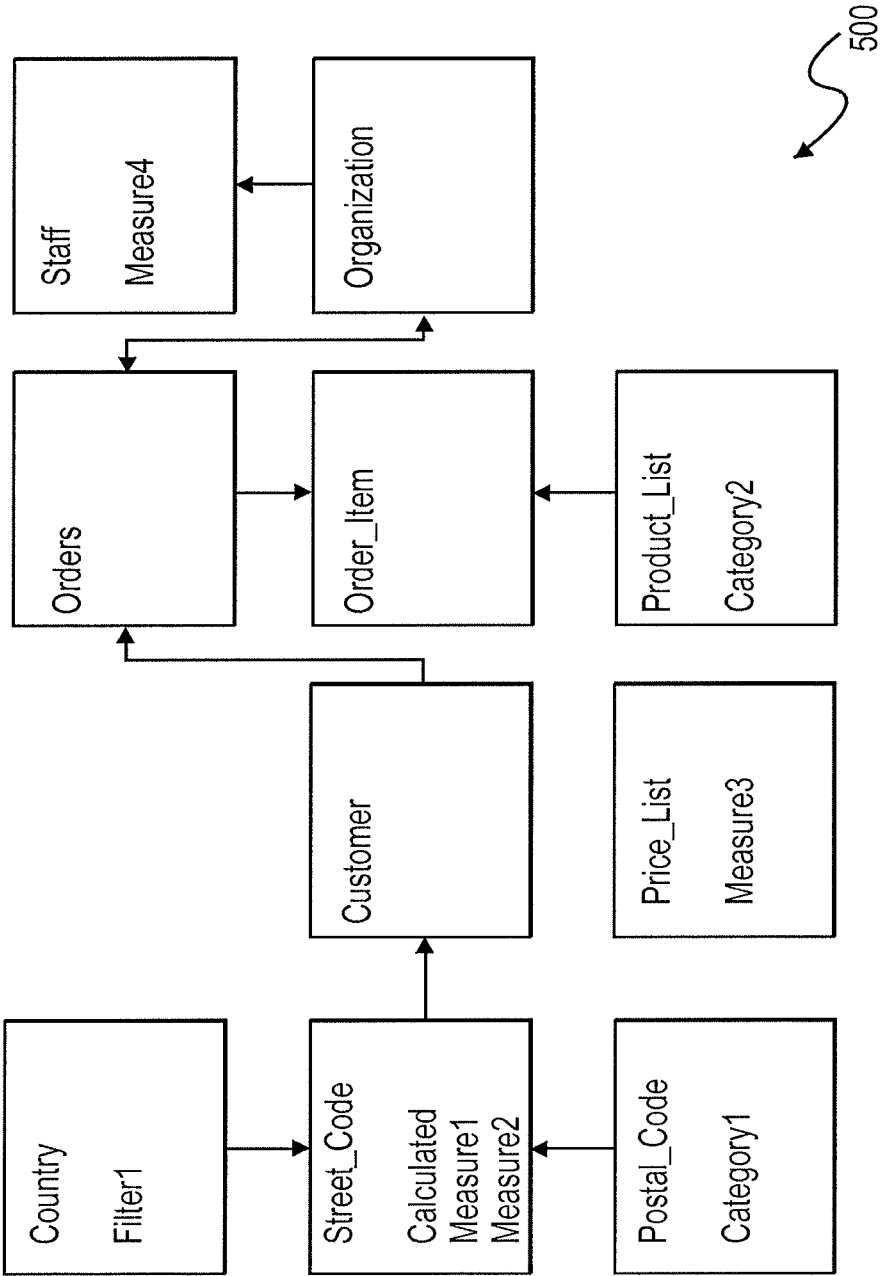 Country
Filter1
Street_Code
Calculated
Measure1
Measure2
Postal_Code
Category1
Customer
Price_List
Measure3
Orders
Order_Item
Product_List
Category2
Staff
Measure4
Organization
500